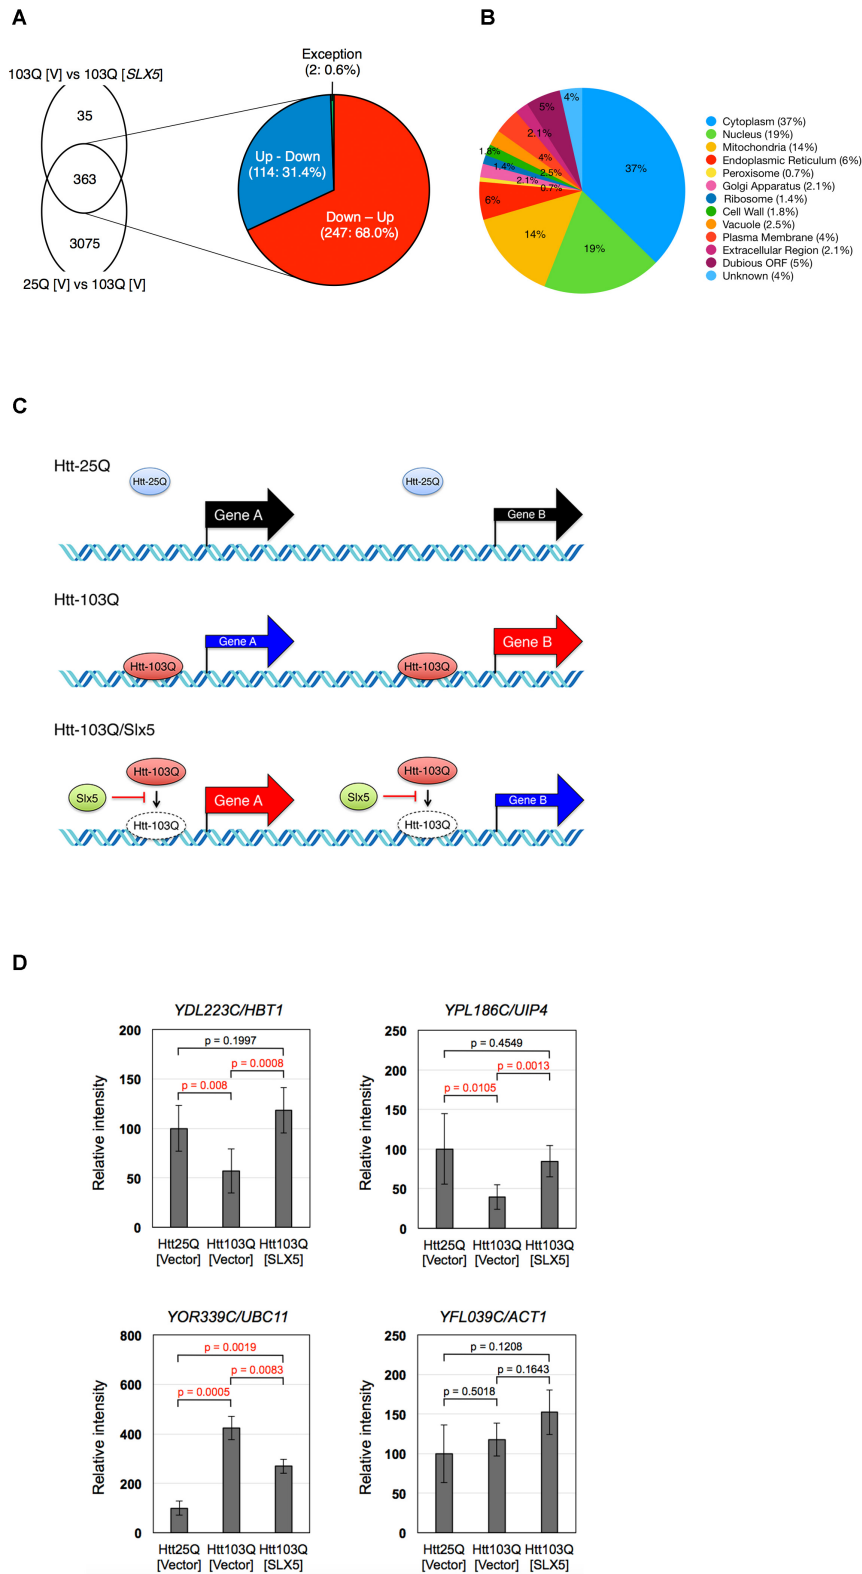 A
103Q [V] vs 103Q [SLX5]
35
363
3075
25Q [V] vs 103Q [V]
Exception
(2: 0.6%)
Up - Down
(114: 31.4%)
Down – Up
(247: 68.0%)
B
37%
19%
14%
6%
0.7%
2.1%
1.4%
1.8%
2.5%
4%
2.1%
5%
4%
Cytoplasm (37%)
Nucleus (19%)
Mitochondria (14%)
Endoplasmic Reticulum (6%)
Peroxisome (0.7%)
Golgi Apparatus (2.1%)
Ribosome (1.4%)
Cell Wall (1.8%)
Vacuole (2.5%)
Plasma Membrane (4%)
Extracellular Region (2.1%)
Dubious ORF (5%)
Unknown (4%)
C
Htt-25Q
Htt-25Q
Gene A
Htt-25Q
Gene B
Htt-103Q
Htt-103Q
Gene A
Htt-103Q
Gene B
Htt-103Q/Slx5
Slx5
Htt-103Q
Htt-103Q
Gene A
Slx5
Htt-103Q
Htt-103Q
Gene B
D
YDL223C/HBT1
Relative intensity
200
150
100
50
0
p = 0.1997
p = 0.0008
p = 0.008
Htt25Q [Vector]
Htt103Q [Vector]
Htt103Q [SLX5]
YPL186C/UIP4
Relative intensity
250
200
150
100
50
0
p = 0.4549
p = 0.0013
p = 0.0105
Htt25Q [Vector]
Htt103Q [Vector]
Htt103Q [SLX5]
YOR339C/UBC11
Relative intensity
800
600
400
200
0
p = 0.0019
p = 0.0083
p = 0.0005
Htt25Q [Vector]
Htt103Q [Vector]
Htt103Q [SLX5]
YFL039C/ACT1
Relative intensity
250
200
150
100
50
0
p = 0.1208
p = 0.1643
p = 0.5018
Htt25Q [Vector]
Htt103Q [Vector]
Htt103Q [SLX5]